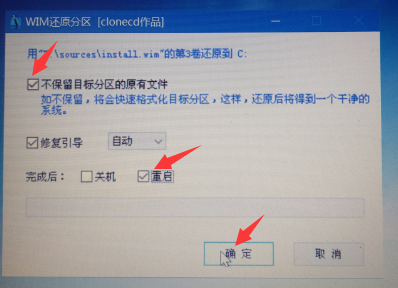 WIM还原分区 [clonecd作品]
用“ :\sources\install.wim”的第3卷还原到 C:
不保留目标分区的原有文件
如不保留，将会快速格式化目标分区，这样，还原后将得到一个干净的
系统。
修复引导 自动
完成后： 关机 重启
确 定 取 消